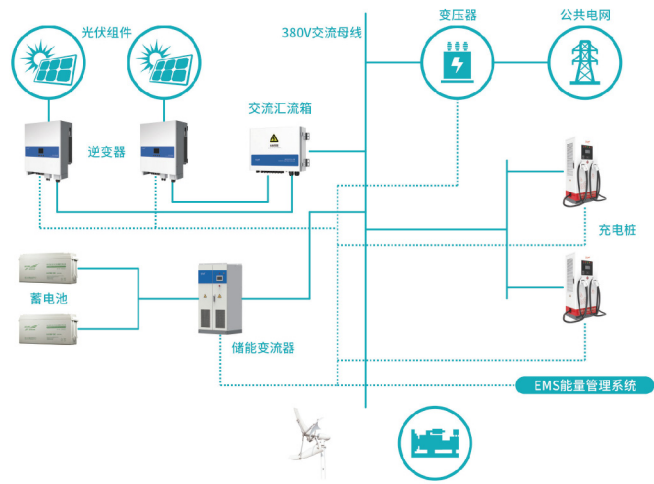 光伏组件
380V交流母线
变压器
公共电网
交流汇流箱
逆变器
充电桩
蓄电池
储能变流器
EMS能量管理系统